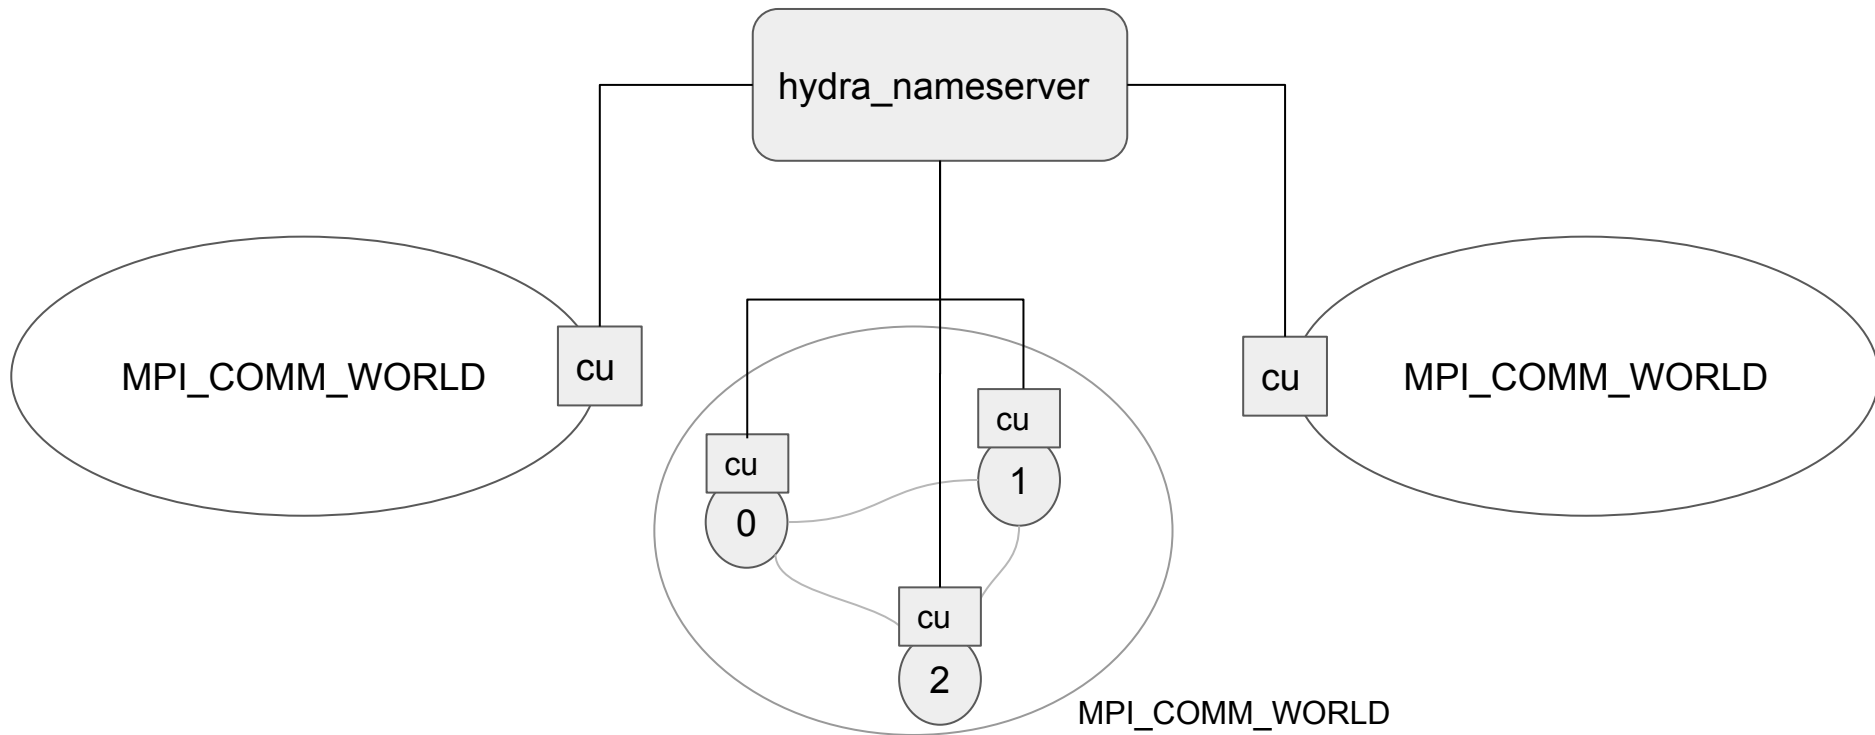 hydra_nameserver
MPI_COMM_WORLD
cu
cu
MPI_COMM_WORLD
cu
1
cu
0
cu
2
MPI_COMM_WORLD